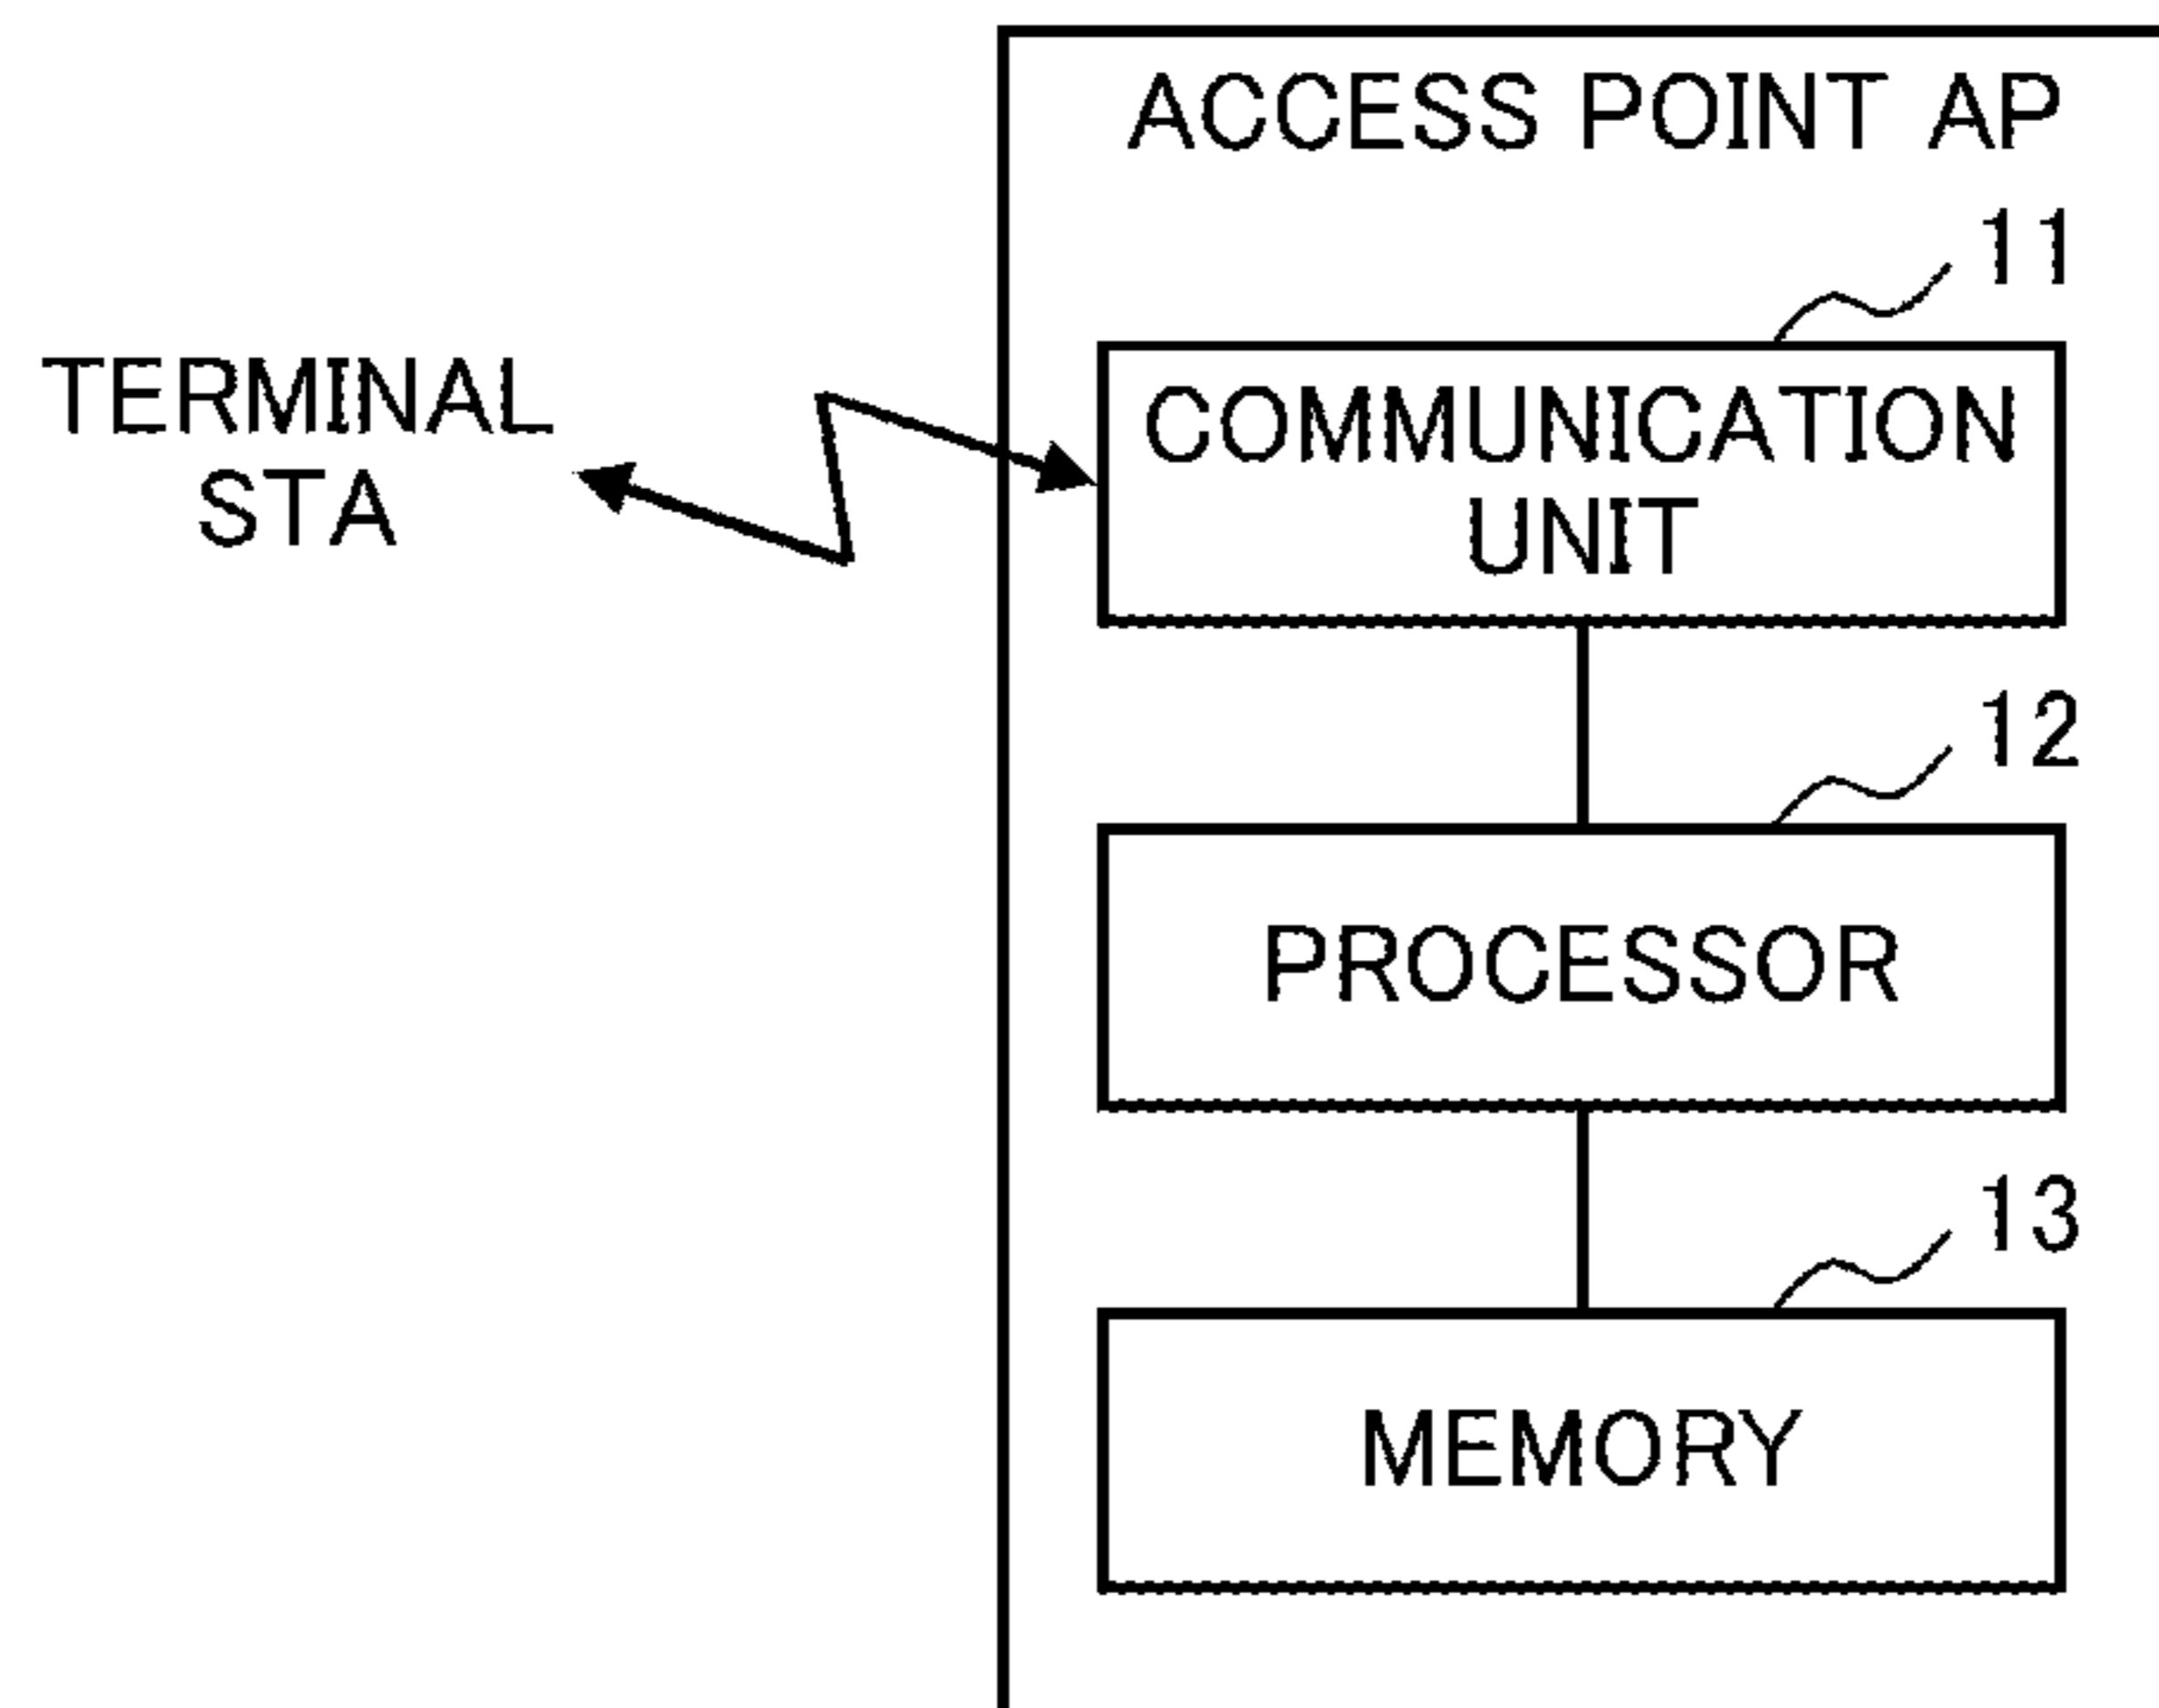 ACCESS POINT AP
11
TERMINAL
STA
COMMUNICATION
UNIT
12
PROCESSOR
13
MEMORY